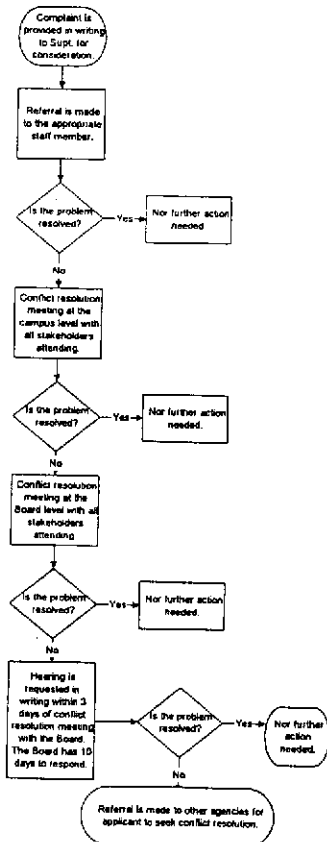 Complaint is
provided in writing
to Supt. for
consideration.
Referral is made
to the appropriate
staff member.
Is the problem
resolved?
Yes
Nor further action
needed
No
Conflict resolution
meeting at the
campus level with
all stakeholders
attending.
Is the problem
resolved?
Yes
Nor further action
needed.
No
Conflict resolution
meeting at the
Board level with all
stakeholders
attending
Is the problem
resolved?
Yes
Nor further action
needed.
No
Hearing is
requested in
writing within 3
days of conflict
resolution meeting
with the Board.
The Board has 10
days to respond.
Is the problem
resolved?
Yes
Nor further
action
needed.
No
Referral is made to other agencies for
applicant to seek conflict resolution.